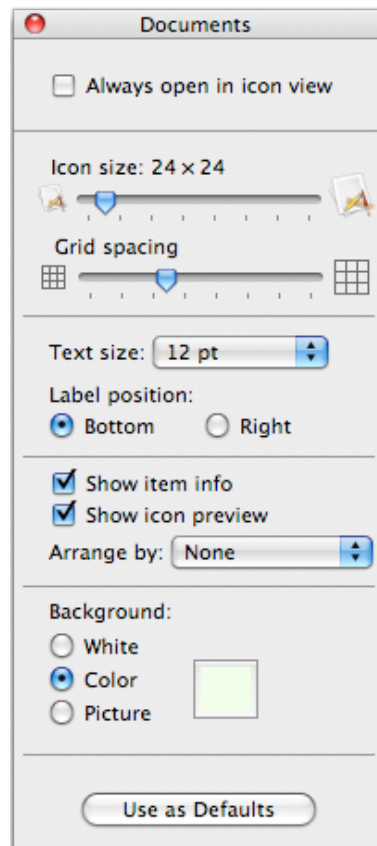 Documents
Always open in icon view
Icon size: 24 × 24
Grid spacing
Text size: 12 pt
Label position:
Bottom Right
Show item info
Show icon preview
Arrange by: None
Background:
White
Color
Picture
Use as Defaults